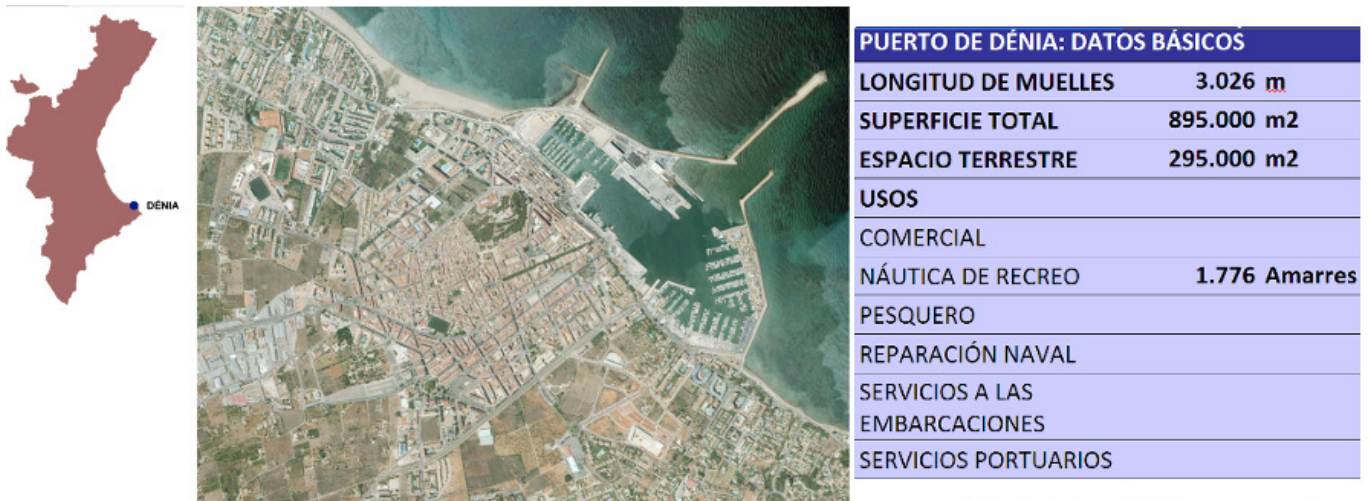 DÉNIA
PUERTO DE DÉNIA: DATOS BÁSICOS
LONGITUD DE MUELLES 3.026 m
SUPERFICIE TOTAL 895.000 m2
ESPACIO TERRESTRE 295.000 m2
USOS
COMERCIAL
NÁUTICA DE RECREO 1.776 Amarres
PESQUERO
REPARACIÓN NAVAL
SERVICIOS A LAS
EMBARCACIONES
SERVICIOS PORTUARIOS